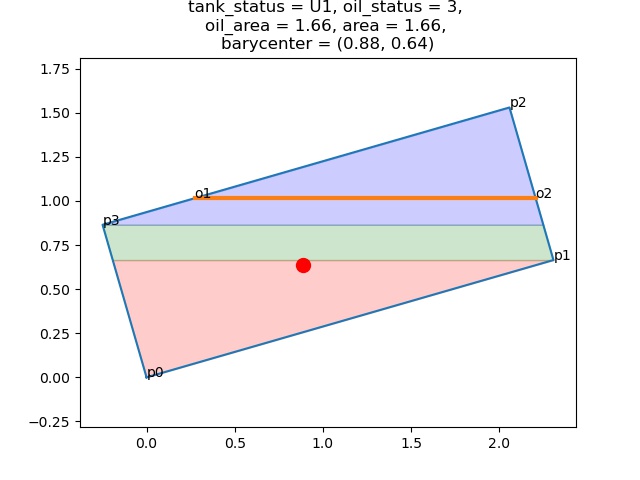 tank_status = U1, oil_status = 3,
oil_area = 1.66, area = 1.66,
barycenter = (0.88, 0.64)
1.75
1.50
1.25
1.00
0.75
0.50
0.25
0.00
−0.25
p2
o1
o2
p3
p1
p0
0.0
0.5
1.0
1.5
2.0